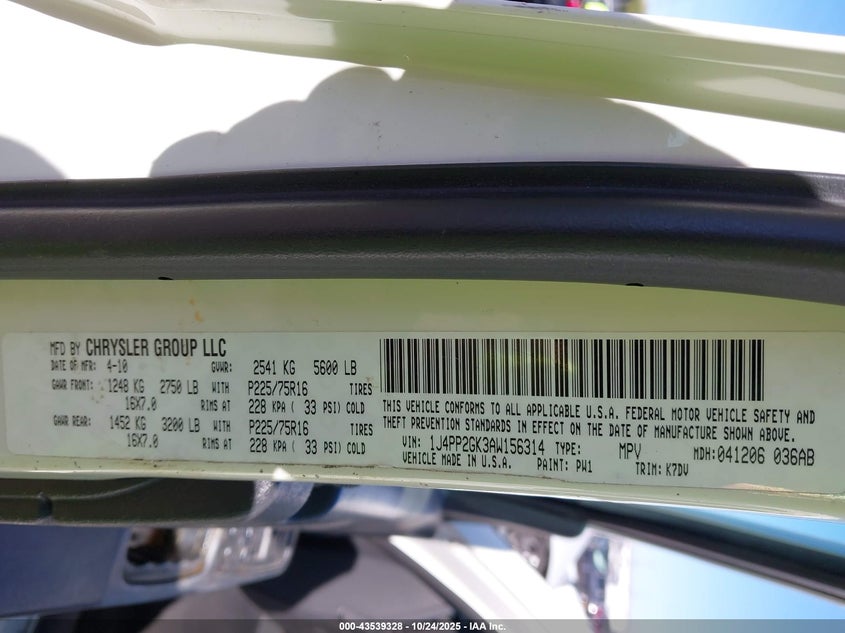 MFD BY CHRYSLER GROUP LLC
DATE OF MFR: 4-10 GVWR: 2541 KG 5600 LB
GAWR FRONT: 1248 KG 2750 LB WITH P225/75R16 TIRES
16X7.0 RIMS AT 228 KPA ( 33 PSI) COLD
GAWR REAR: 1452 KG 3200 LB WITH P225/75R16 TIRES
16X7.0 RIMS AT 228 KPA ( 33 PSI) COLD
THIS VEHICLE CONFORMS TO ALL APPLICABLE U.S.A. FEDERAL MOTOR VEHICLE SAFETY AND
THEFT PREVENTION STANDARDS IN EFFECT ON THE DATE OF MANUFACTURE SHOWN ABOVE.
VIN: 1J4PP2GK3AW156314 TYPE: MPV MDH: 041206 036AB
VEHICLE MADE IN U.S.A. PAINT: PW1 TRIM: K7DV
000-43539328 - 10/24/2025 - IAA Inc.